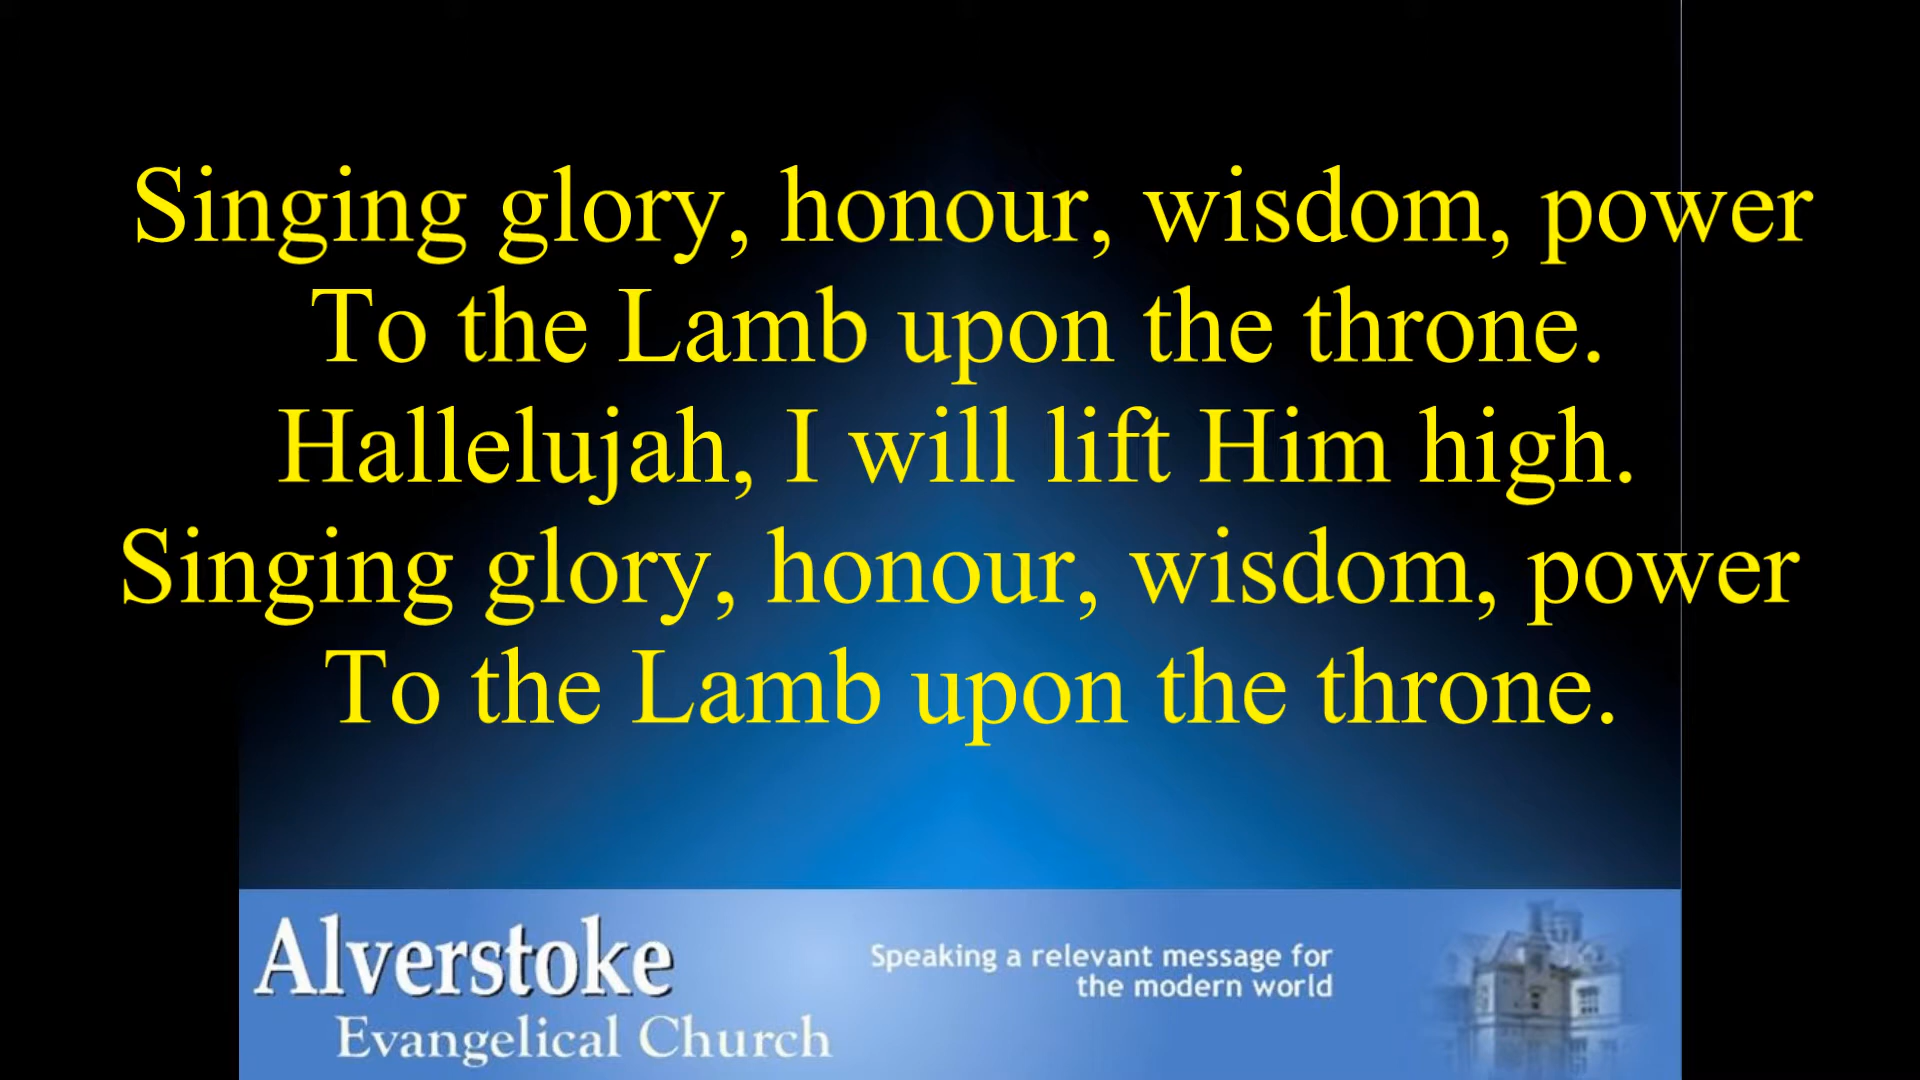 Singing glory, honour, wisdom, power
To the Lamb upon the throne.
Hallelujah, I will lift Him high.
Singing glory, honour, wisdom, power
To the Lamb upon the throne.
Alverstoke
Evangelical Church
Speaking a relevant message for
the modern world